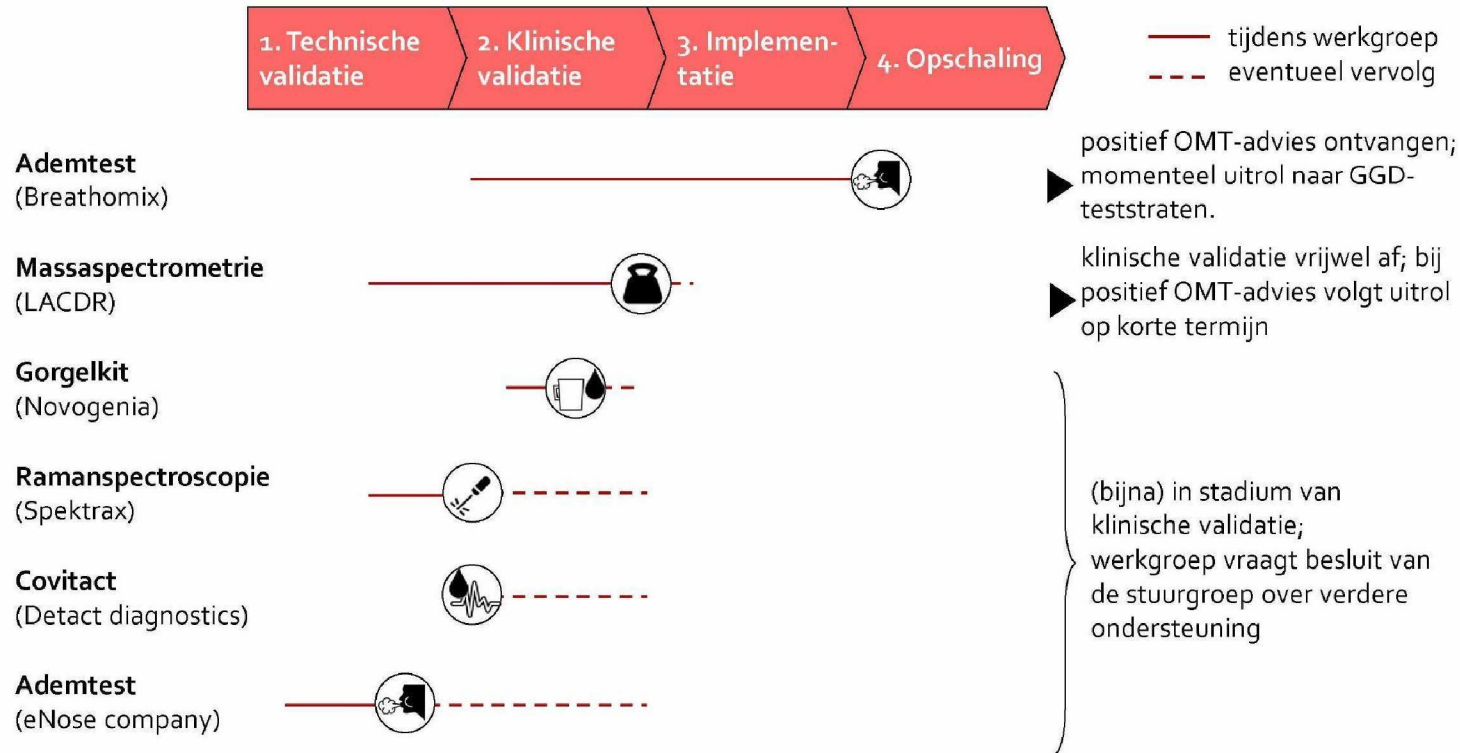 1. Technische
validatie
2. Klinische
validatie
3. Implemen-
tatie
4. Opschaling
tijdens werkgroep
eventueel vervolg
Ademtest
(Breathomix)
positief OMT-advies ontvangen;
momenteel uitrol naar GGD-
teststraten.
Massaspectrometrie
(LACDR)
klinische validatie vrijwel af; bij
positief OMT-advies volgt uitrol
op korte termijn
Gorgelkit
(Novogenia)
Ramanspectroscopie
(Spektrax)
Covitact
(Detact diagnostics)
Ademtest
(eNose company)
(bijna) in stadium van
klinische validatie;
werkgroep vraagt besluit van
de stuurgroep over verdere
ondersteuning